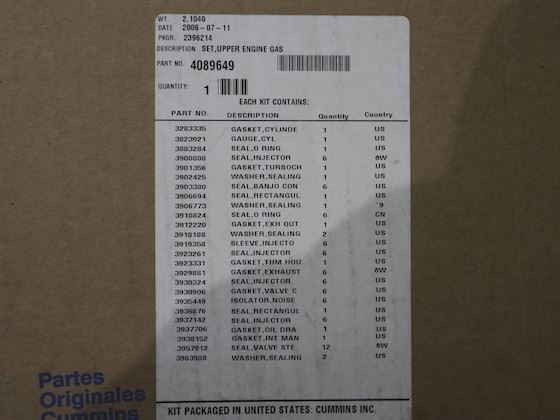 WT. 2.1040
DATE 2006-07-11
PKGR. 2396214
DESCRIPTION SET,UPPER ENGINE GAS
PART NO. 4089649
QUANTITY: 1
EACH KIT CONTAINS:
PART NO. DESCRIPTION Quantity Country
3283335 GASKET,CYLINDE 1 US
3823921 GAUGE,CYL 1 US
3883284 SEAL,O RING 1 US
3900808 SEAL,INJECTOR 6 0W
3901356 GASKET,TURBOCH 1 US
3902425 WASHER,SEALING 1 US
3903380 SEAL,BANJO CON 6 US
3906694 SEAL,RECTANGUL 1 US
3906773 WASHER,SEALING 1 9
3910824 SEAL,O RING 6 CN
3912220 GASKET,EXH OUT 1 US
3918188 WASHER,SEALING 2 US
3919358 SLEEVE,INJECTO 6 US
3923261 SEAL,INJECTOR 6 US
3923331 GASKET,THM HOU 1 US
3929881 GASKET,EXHAUST 6 0W
3930324 SEAL,INJECTOR 6 US
3930906 GASKET,VALVE C 6 US
3935449 ISOLATOR,NOISE 6 US
3936876 SEAL,RECTANGUL 1 US
3937142 SEAL,INJECTOR 6 US
3937706 GASKET,OIL DRA 1 US
3938152 GASKET,INT MAN 1 US
3957912 SEAL,VALVE STE 12 0W
3963988 WASHER,SEALING 2 US
KIT PACKAGED IN UNITED STATES: CUMMINS INC.
Partes
Originales
Cummins